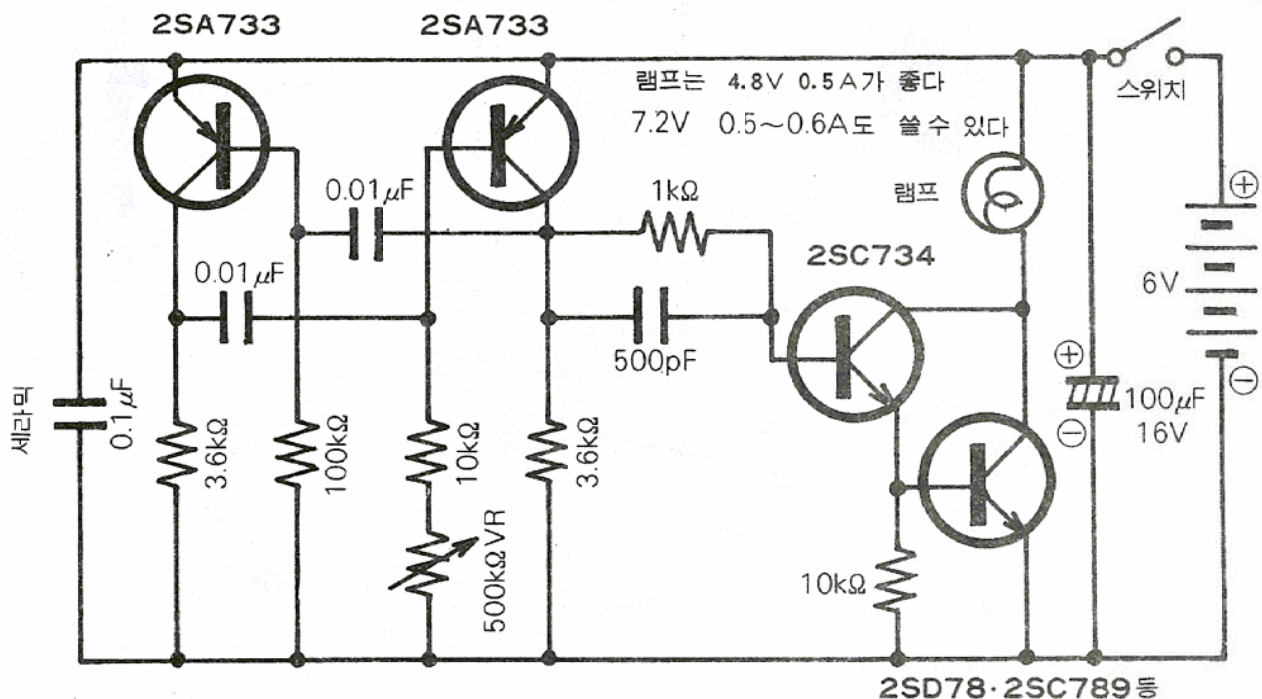 2SA733
2SA733
램프는 4.8V 0.5A가 좋다
7.2V 0.5~0.6A도 쓸 수 있다
스위치
0.01μF
1kΩ
램프
⊕
0.01μF
2SC734
6V
500pF
⊕
⊖
세라믹
0.1μF
3.6kΩ
100kΩ
10kΩ
3.6kΩ
100μF
16V
⊖
500kΩVR
10kΩ
2SD78·2SC789등